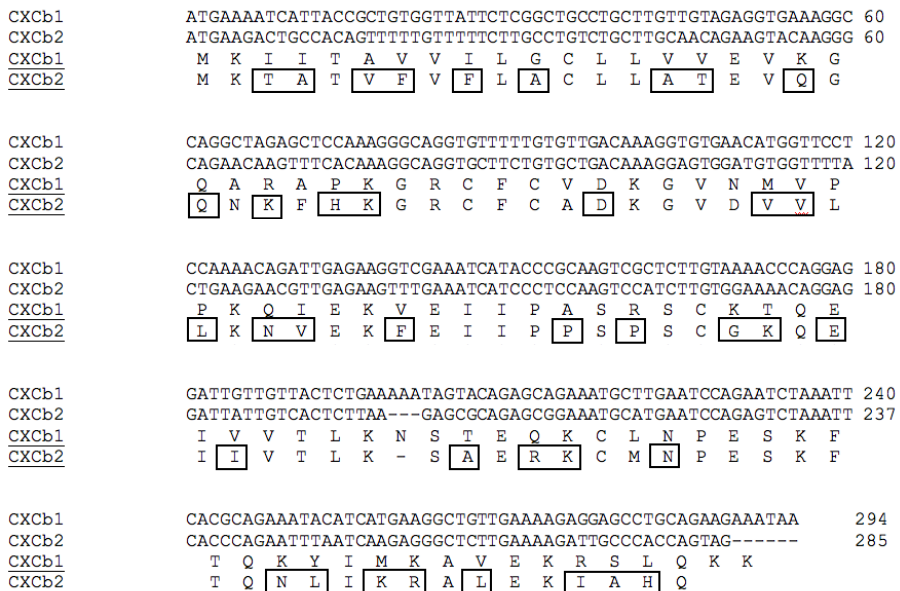 CXCb1 ATGAAAATCATTACCGCTGTGGTTATTCTCGGCTGCCTGCTTGTTGTAGAGGTGAAAGGC 60
CXCb2 ATGAAGACTGCCACAGTTTTTGTTTTTCTTGCCTGTCTGCTTGCAACAGAAGTACAAGGG 60
CXCb1 M K I I T A V V I L G C L L V V E V K G
CXCb2 M K T A T V F V F L A C L L A T E V Q G
CXCb1 CAGGCTAGAGCTCCAAAGGGCAGGTGTTTTTGTGTTGACAAAGGTGTGAACATGGTTCCT 120
CXCb2 CAGAACAAGTTTCACAAAGGCAGGTGCTTCTGTGCTGACAAAGGAGTGGATGTGGTTTTA 120
CXCb1 Q A R A P K G R C F C V D K G V N M V P
CXCb2 Q N K F H K G R C F C A D K G V D V V L
CXCb1 CCAAAACAGATTGAGAAGGTCGAAATCATACCCGCAAGTCGCTCTTGTAAAACCCAGGAG 180
CXCb2 CTGAAGAACGTTGAGAAGTTTGAAATCATCCCTCCAAGTCCATCTTGTGGAAAACAGGAG 180
CXCb1 P K Q I E K V E I I P A S R S C K T Q E
CXCb2 L K N V E K F E I I P P S P S C G K Q E
CXCb1 GATTGTTGTTACTCTGAAAAATAGTACAGAGCAGAAATGCTTGAATCCAGAATCTAAATT 240
CXCb2 GATTATTGTCACTCTTAA---GAGCGCAGAGCGGAAATGCATGAATCCAGAGTCTAAATT 237
CXCb1 I V V T L K N S T E Q K C L N P E S K F
CXCb2 I I V T L K - S A E R K C M N P E S K F
CXCb1 CACGCAGAAATACATCATGAAGGCTGTTGAAAAGAGGAGCCTGCAGAAGAAATAA 294
CXCb2 CACCCAGAATTTAATCAAGAGGGCTCTTGAAAAGATTGCCCACCAGTAG------ 285
CXCb1 T Q K Y I M K A V E K R S L Q K K
CXCb2 T Q N L I K R A L E K I A H Q